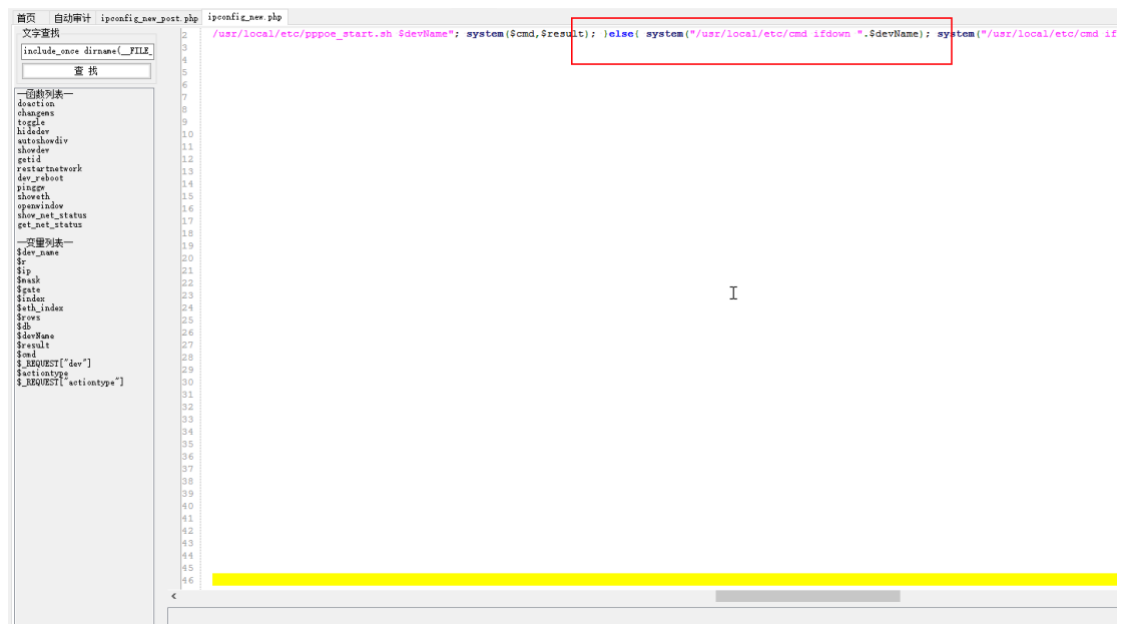 首页 自动审计 ipconfig_new_post.php ipconfig_new.php
文字查找
include_once dirname(__FILE_
查 找
—函数列表—
doaction
changems
toggle
hidedev
autoshowdiv
showdev
getid
restartnetwork
dev_reboot
pinggw
showeth
openwindow
show_net_status
get_net_status
—变量列表—
$dev_name
$r
$ip
$mask
$gate
$index
$eth_index
$rows
$db
$devName
$result
$cmd
$_REQUEST["dev"]
$actiontype
$_REQUEST["actiontype"]
2 /usr/local/etc/pppoe_start.sh $devName"; system($cmd,$result); }else{ system("/usr/local/etc/cmd ifdown ".$devName); system("/usr/local/etc/cmd if
3
4
5
6
7
8
9
10
11
12
13
14
15
16
17
18
19
20
21
22
23
24
25
26
27
28
29
30
31
32
33
34
35
36
37
38
39
40
41
42
43
44
45
46